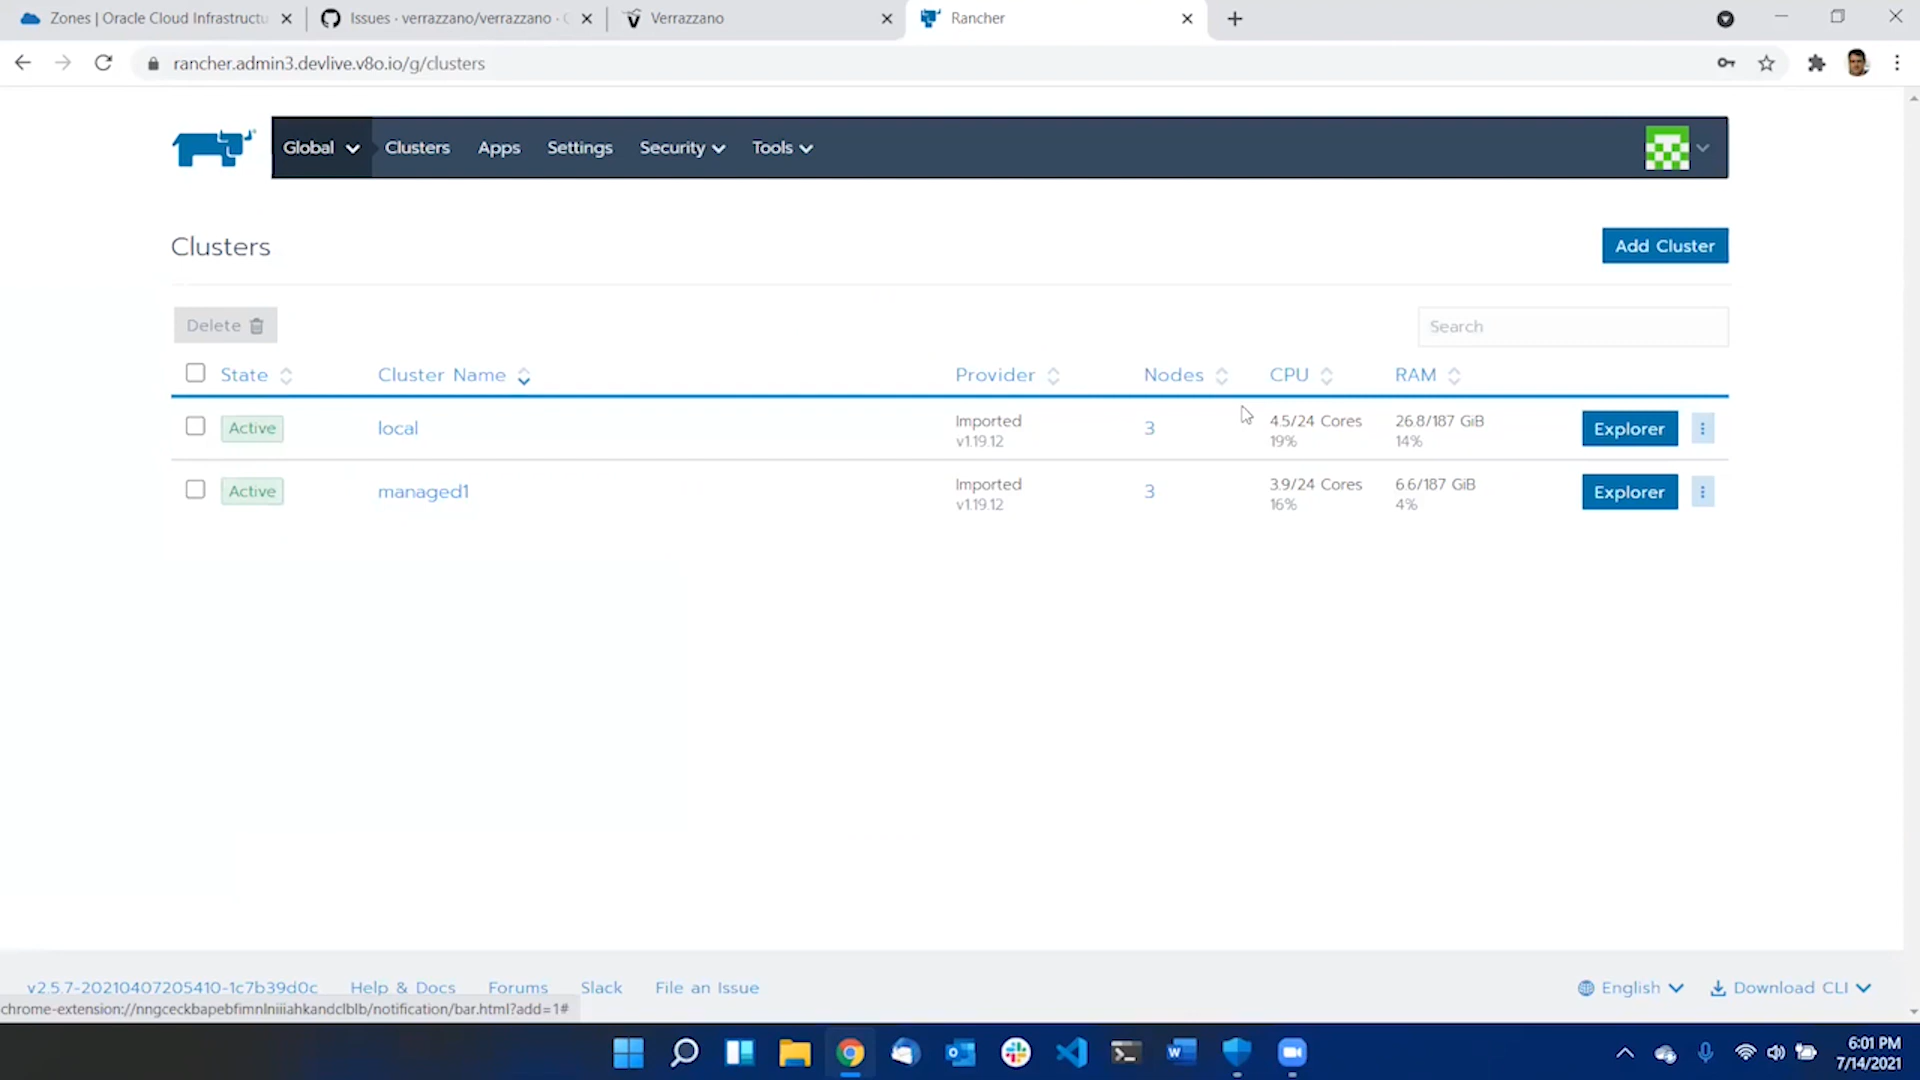 Zones | Oracle Cloud Infrastructu
Issues · verrazzano/verrazzano ·
Verrazzano
Rancher
rancher.admin3.devlive.v8o.io/g/clusters
Global Clusters Apps Settings Security Tools
Clusters
Add Cluster
Delete
Search
State Cluster Name Provider Nodes CPU RAM
Active local Imported 3 4.5/24 Cores 26.8/187 GiB Explorer
v1.19.12 19% 14%
Active managed1 Imported 3 3.9/24 Cores 6.6/187 GiB Explorer
v1.19.12 16% 4%
v2.5.7-20210407205410-1c7b39d0c Help & Docs Forums Slack File an Issue English Download CLI
chrome-extension://nngceckbapebfimnlniiiahkandclblb/notification/bar.html?add=1#
6:01 PM
7/14/2021